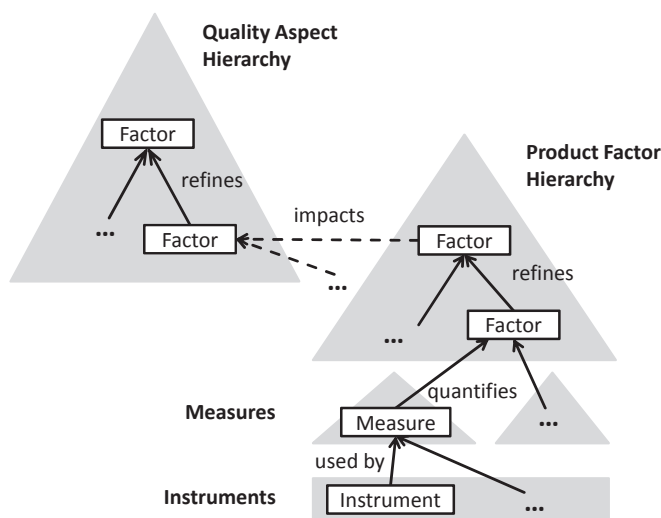 Quality Aspect
Hierarchy
Factor
Product Factor
Hierarchy
refines
impacts
...
Factor
Factor
refines
...
...
Factor
quantifies
Measures
Measure
...
used by
Instruments
Instrument
...